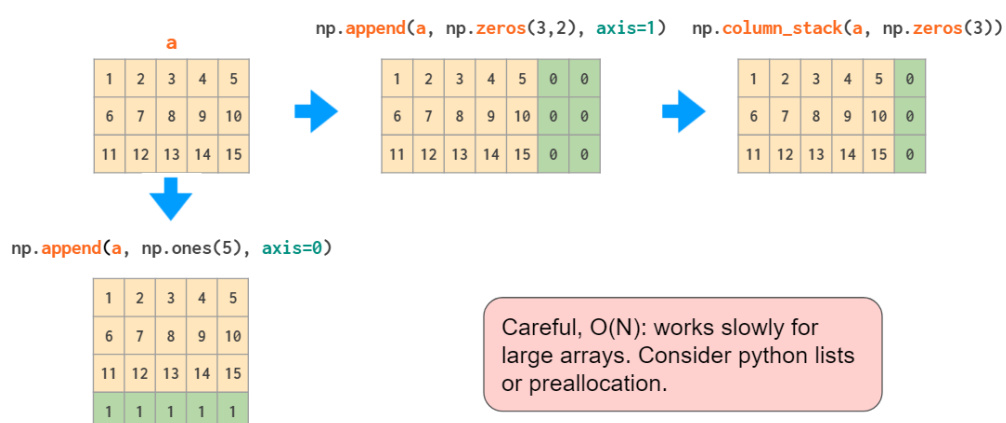 np.append(a, np.zeros(3,2), axis=1) np.column_stack(a, np.zeros(3))
a
1 2 3 4 5
6 7 8 9 10
11 12 13 14 15
1 2 3 4 5 0 0
6 7 8 9 10 0 0
11 12 13 14 15 0 0
1 2 3 4 5 0
6 7 8 9 10 0
11 12 13 14 15 0
np.append(a, np.ones(5), axis=0)
1 2 3 4 5
6 7 8 9 10
11 12 13 14 15
1 1 1 1 1
Careful, O(N): works slowly for
large arrays. Consider python lists
or preallocation.